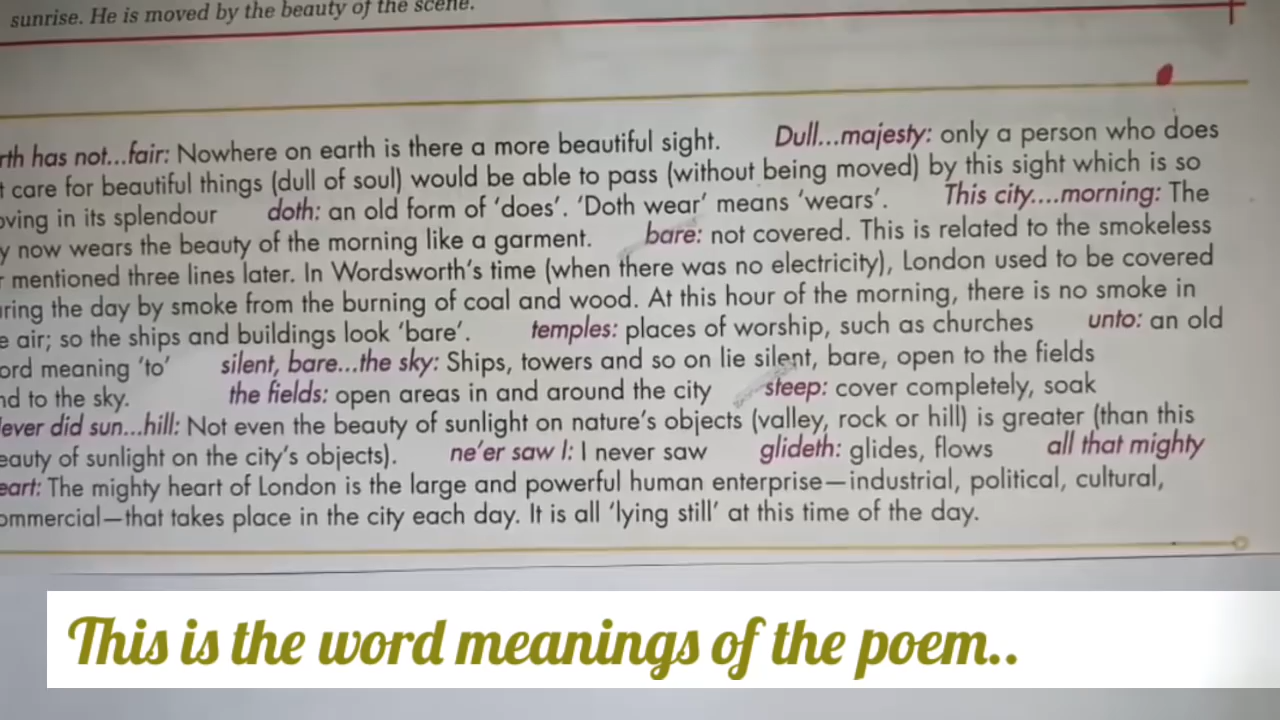 sunrise. He is moved by the beauty of the scene.
rth has not...fair: Nowhere on earth is there a more beautiful sight. Dull...majesty: only a person who does
t care for beautiful things (dull of soul) would be able to pass (without being moved) by this sight which is so
oving in its splendour doth: an old form of ‘does’. ‘Doth wear’ means ‘wears’. This city....morning: The
y now wears the beauty of the morning like a garment. bare: not covered. This is related to the smokeless
r mentioned three lines later. In Wordsworth’s time (when there was no electricity), London used to be covered
uring the day by smoke from the burning of coal and wood. At this hour of the morning, there is no smoke in
e air; so the ships and buildings look ‘bare’. temples: places of worship, such as churches unto: an old
ord meaning ‘to’ silent, bare...the sky: Ships, towers and so on lie silent, bare, open to the fields
nd to the sky. the fields: open areas in and around the city steep: cover completely, soak
ever did sun...hill: Not even the beauty of sunlight on nature’s objects (valley, rock or hill) is greater (than this
eauty of sunlight on the city’s objects). ne’er saw I: I never saw glideth: glides, flows all that mighty
eart: The mighty heart of London is the large and powerful human enterprise—industrial, political, cultural,
ommercial—that takes place in the city each day. It is all ‘lying still’ at this time of the day.
This is the word meanings of the poem..